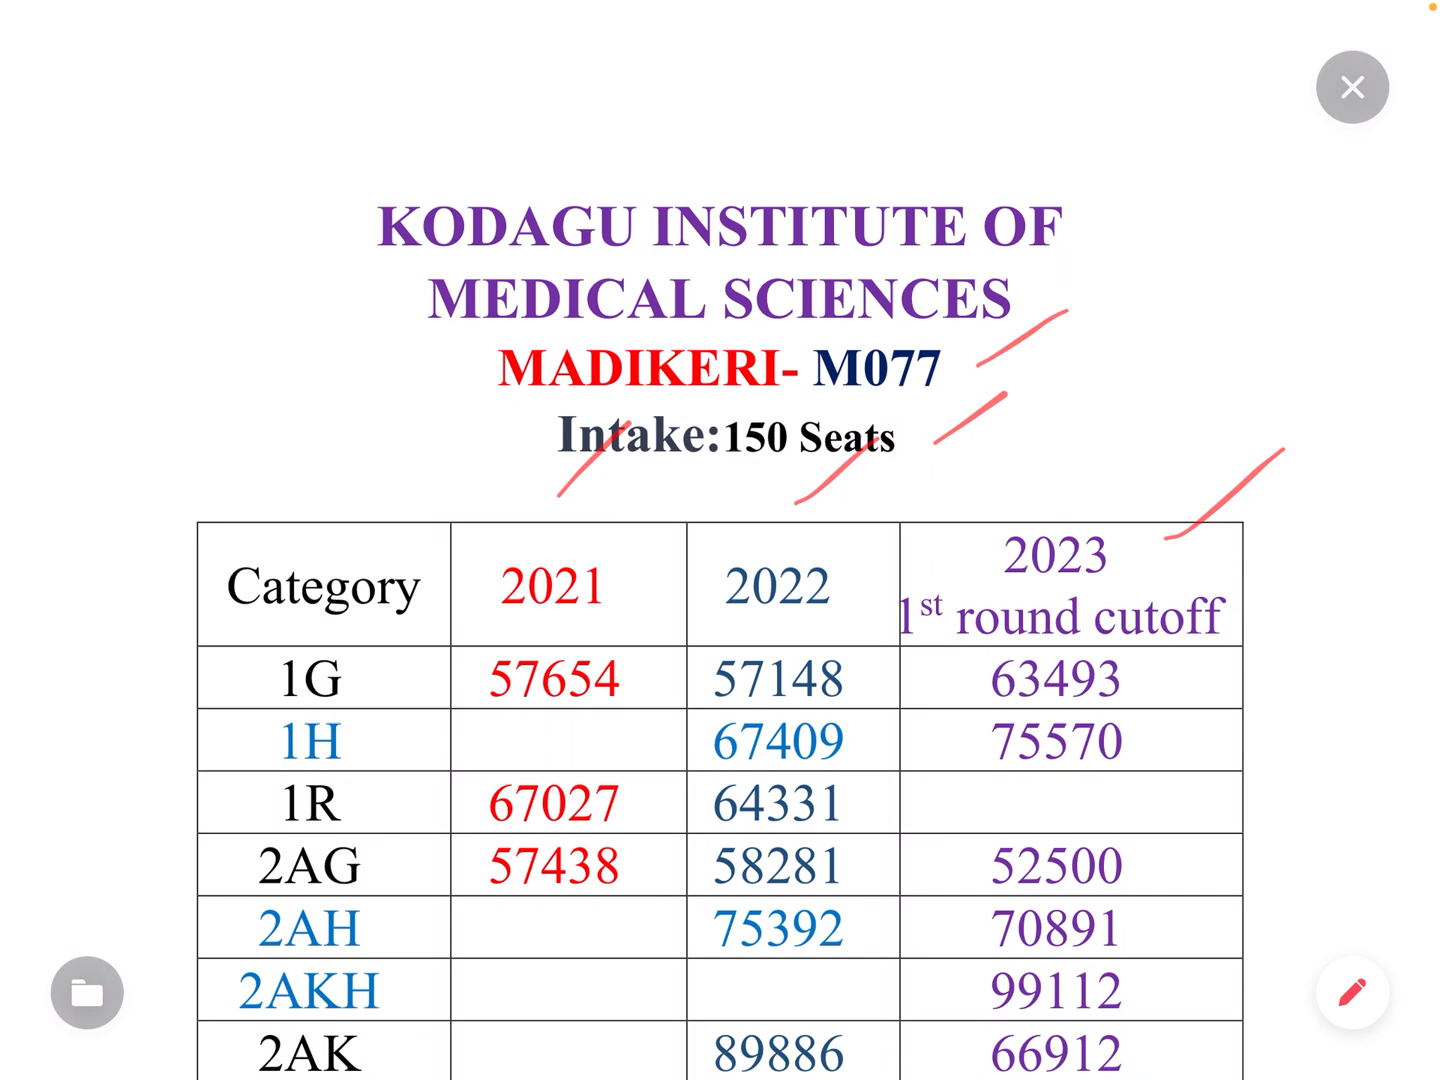 KODAGU INSTITUTE OF
MEDICAL SCIENCES
MADIKERI- M077
Intake:150 Seats
Category 2021 2022 2023 1st round cutoff
1G 57654 57148 63493
1H 67409 75570
1R 67027 64331
2AG 57438 58281 52500
2AH 75392 70891
2AKH 99112
2AK 89886 66912